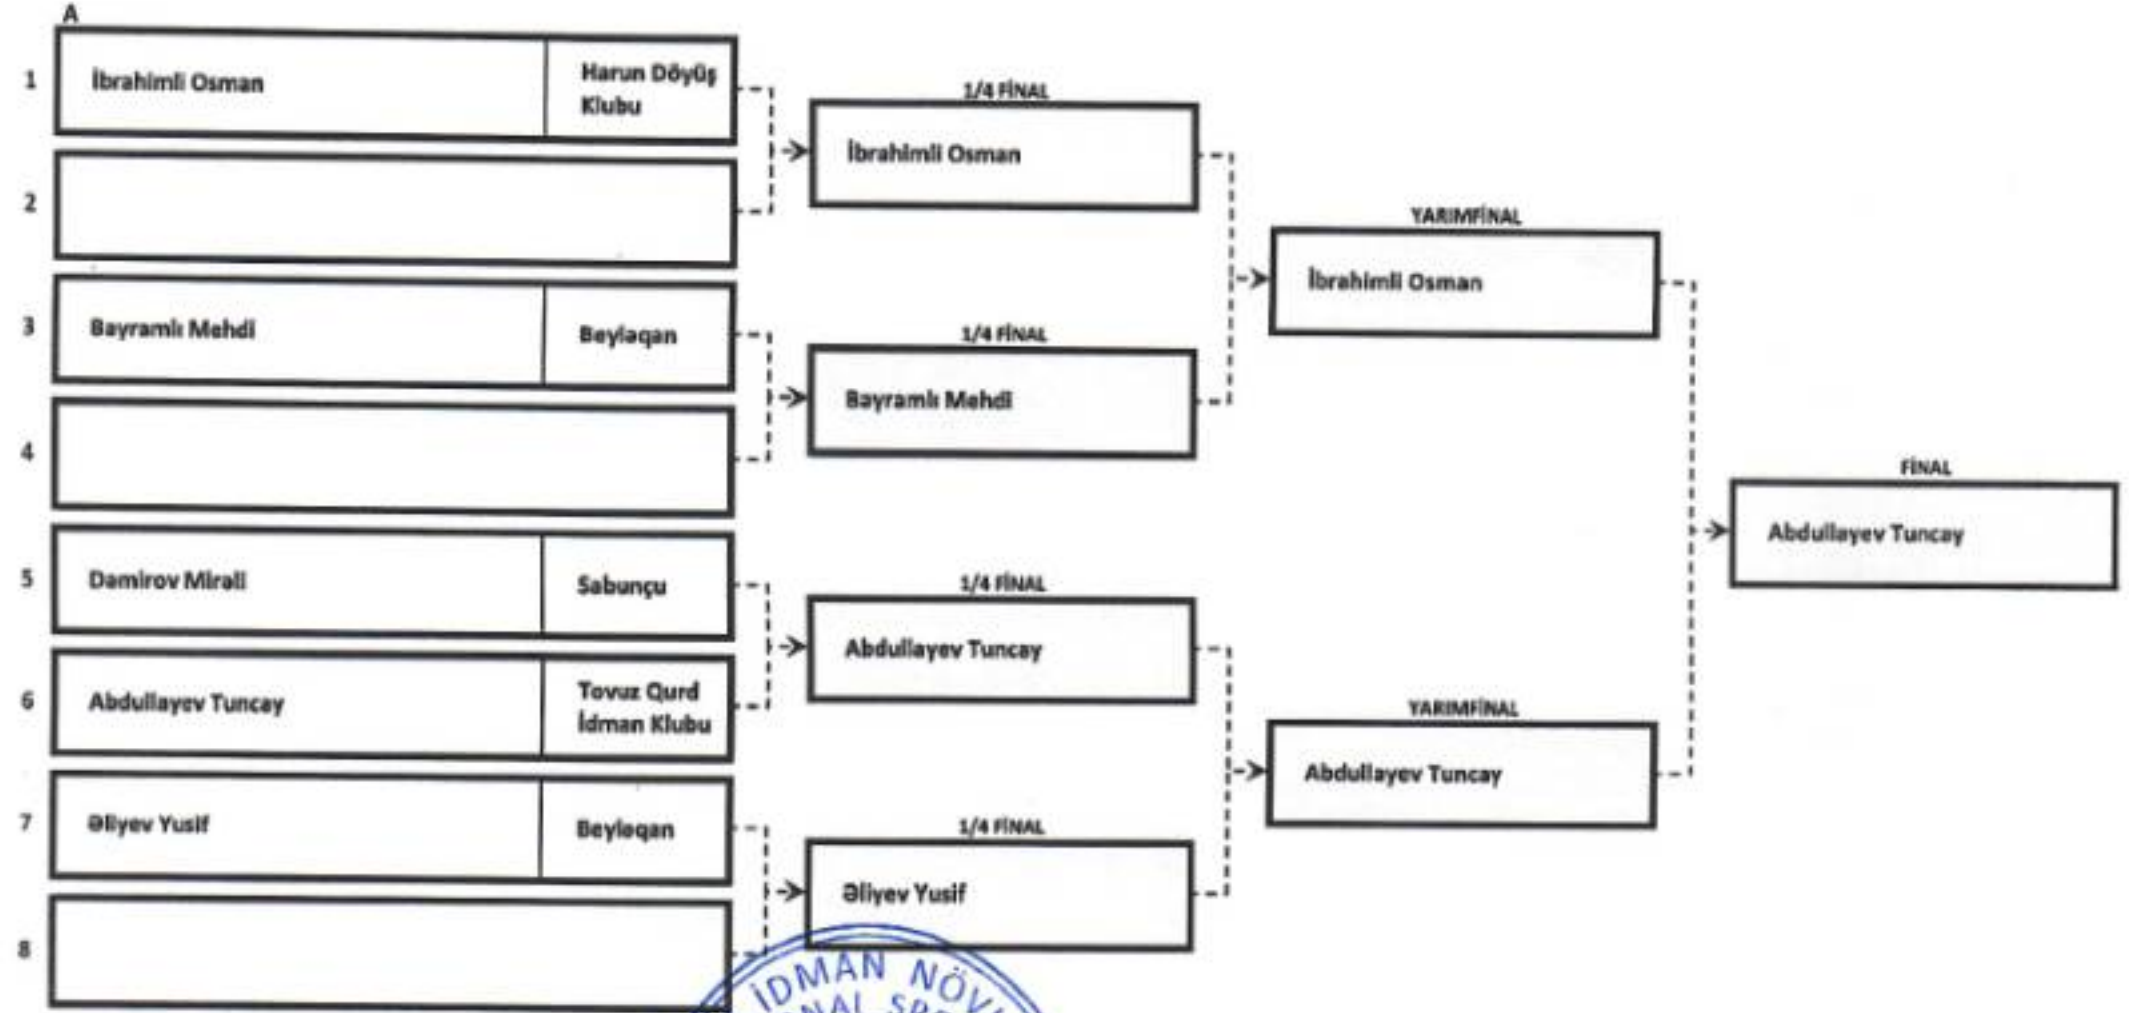 A
1
İbrahimli Osman
Harun Döyüş
Klubu
2
3
Bayramlı Mehdi
Beyləqan
4
5
Dəmirov Mirəli
Sabunçu
6
Abdullayev Tuncay
Tovuz Qurd
İdman Klubu
7
Əliyev Yusif
Beyləqan
8
1/4 FİNAL
İbrahimli Osman
1/4 FİNAL
Bayramlı Mehdi
1/4 FİNAL
Abdullayev Tuncay
1/4 FİNAL
Əliyev Yusif
YARIMFİNAL
İbrahimli Osman
YARIMFİNAL
Abdullayev Tuncay
FİNAL
Abdullayev Tuncay
İDMAN NÖV